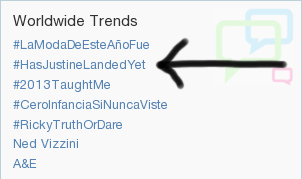 Worldwide Trends
#LaModaDeEsteAñoFue
#HasJustineLandedYet
#2013TaughtMe
#CeroInfanciaSiNuncaViste
#RickyTruthOrDare
Ned Vizzini
A&E